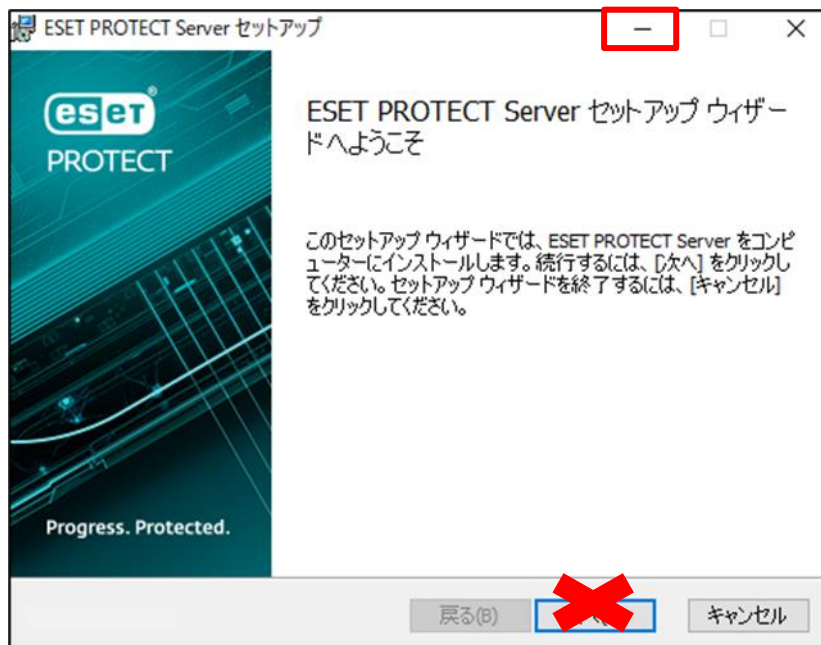 ESET PROTECT Server セットアップ
eset
PROTECT
ESET PROTECT Server セットアップ ウィザー
ドへようこそ
このセットアップ ウィザードでは、ESET PROTECT Server をコンピ
ューターにインストールします。続行するには、[次へ] をクリックし
てください。セットアップ ウィザードを終了するには、[キャンセル]
をクリックしてください。
Progress. Protected.
戻る(B)
キャンセル